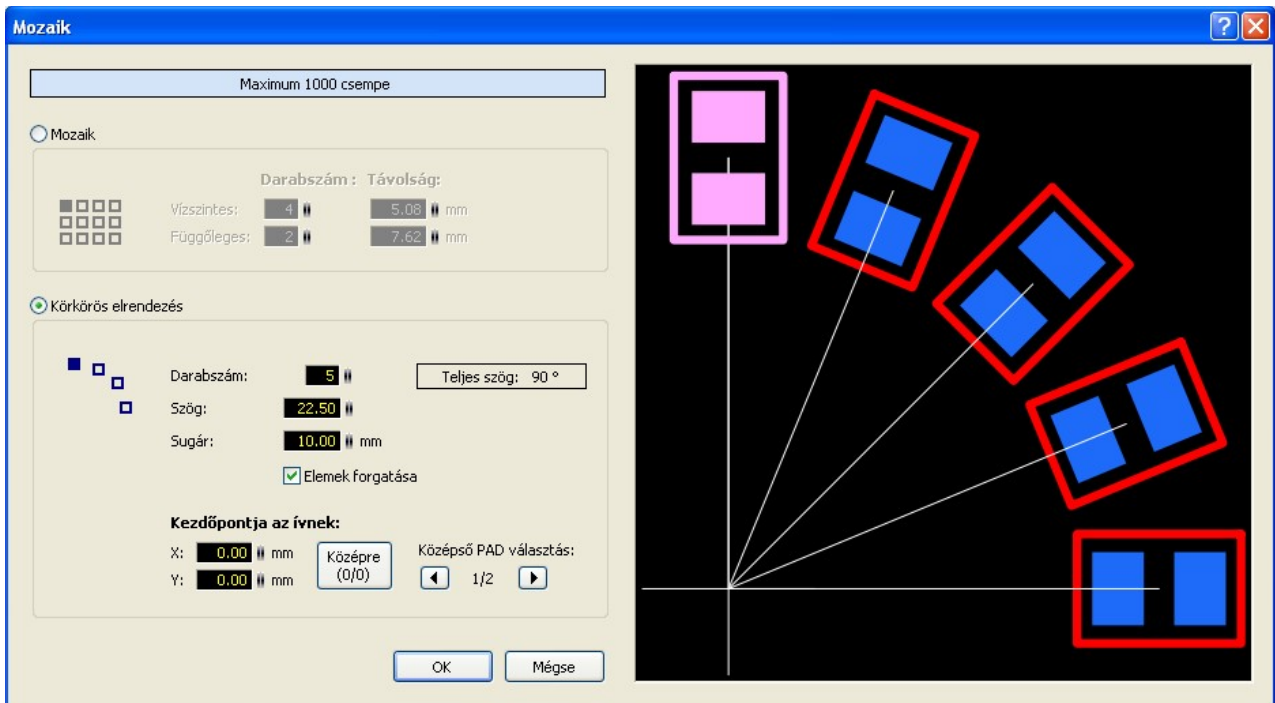 Mozaik
Maximum 1000 csempe
Mozaik
Darabszám : Távolság:
Vízszintes: 4 5.08 mm
Függőleges: 2 7.62 mm
Körkörös elrendezés
Darabszám: 5 Teljes szög: 90 °
Szög: 22.50
Sugár: 10.00 mm
Elemek forgatása
Kezdőpontja az ívnek:
X: 0.00 mm Középre Középső PAD választás:
Y: 0.00 mm (0/0) 1/2
OK Mégse